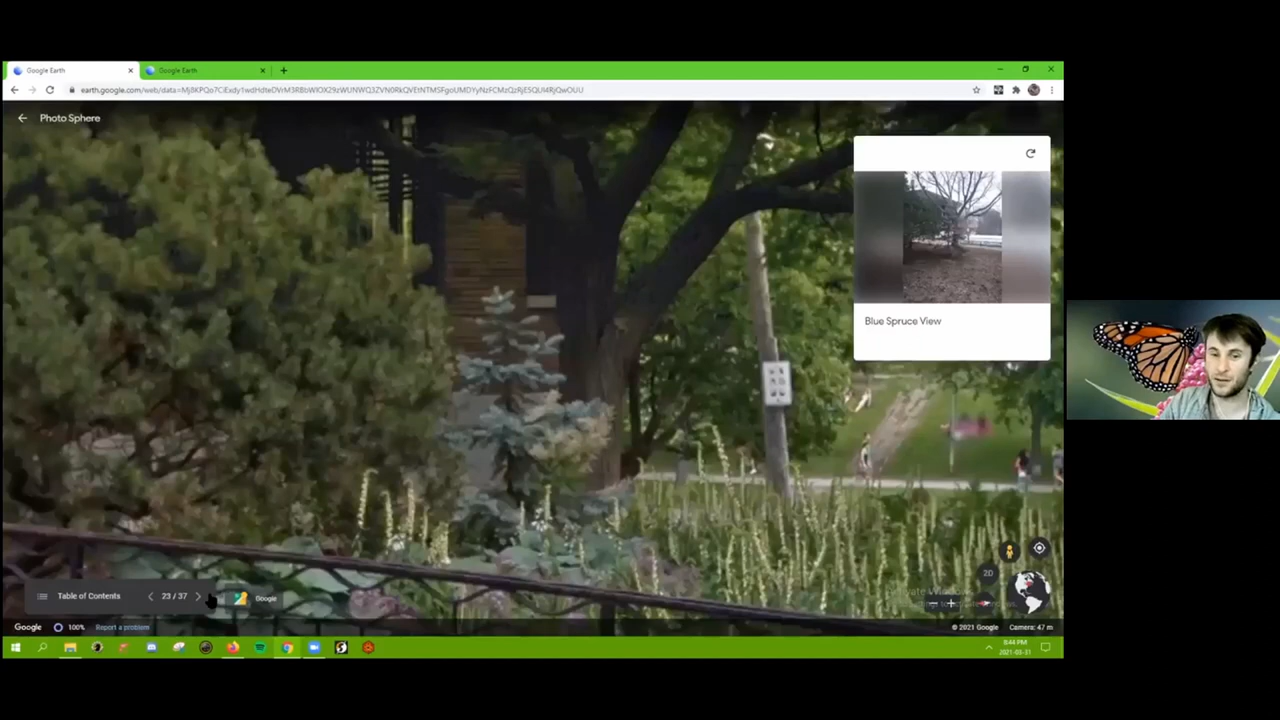 Google Earth
Google Earth
Photo Sphere
Blue Spruce View
Table of Contents
23 / 37
Google
2D
Google
100%
Report a problem
© 2021 Google
Camera: 47 m
8:44 PM
2021-03-31